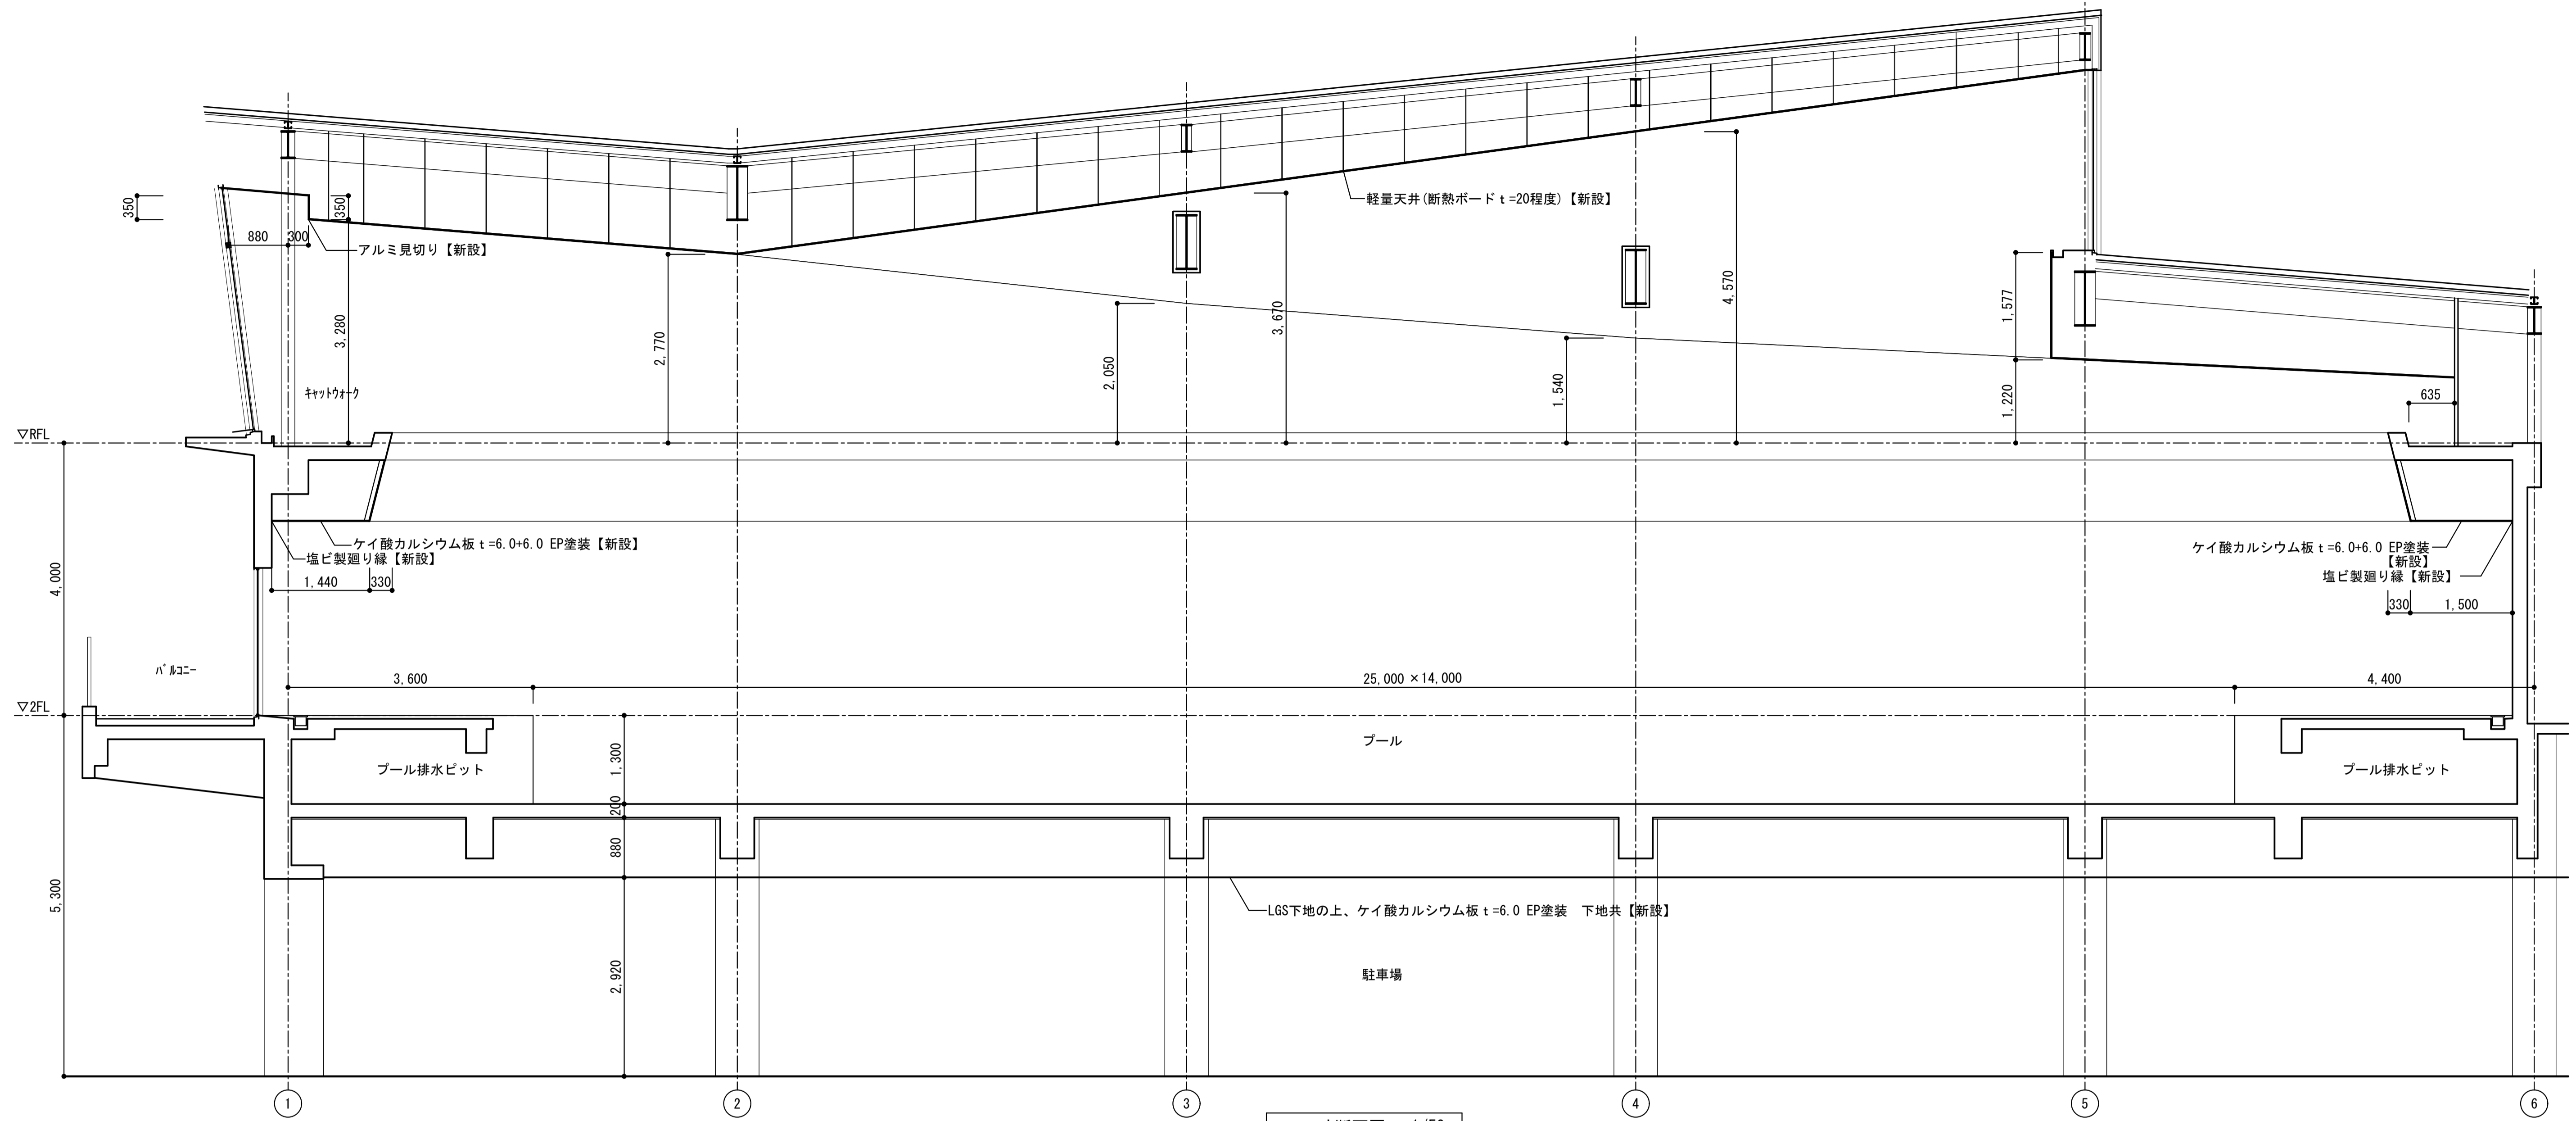 350
350
880
300
アルミ見切り【新設】
軽量天井(断熱ボードｔ=20程度)【新設】
3,280
2,770
2,050
3,670
1,540
4,570
1,577
1,220
635
キャットウォーク
▽RFL
ケイ酸カルシウム板ｔ=6.0+6.0 EP塗装【新設】
塩ビ製廻り縁【新設】
1,440
330
ケイ酸カルシウム板ｔ=6.0+6.0 EP塗装
【新設】
塩ビ製廻り縁【新設】
330
1,500
4,000
バルコニー
3,600
25,000 ×14,000
4,400
▽2FL
プール
プール排水ピット
プール排水ピット
1,300
200
880
5,300
LGS下地の上、ケイ酸カルシウム板ｔ=6.0 EP塗装　下地共【新設】
2,920
駐車場
1
2
3
4
5
6